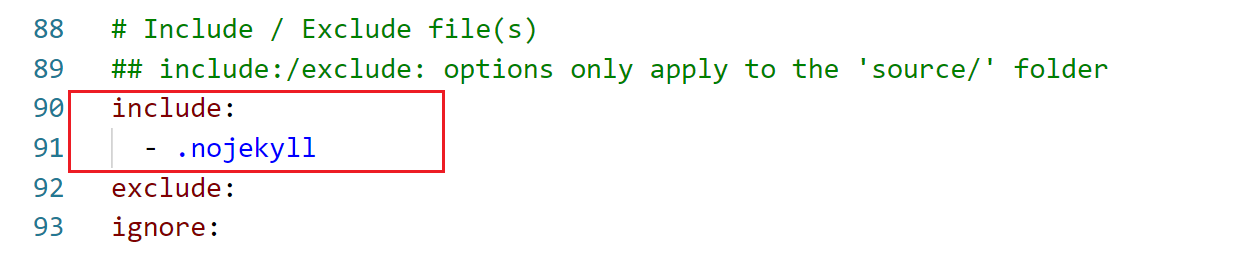 88 # Include / Exclude file(s)
89 ## include:/exclude: options only apply to the 'source/' folder
90 include:
91 - .nojekyll
92 exclude:
93 ignore: